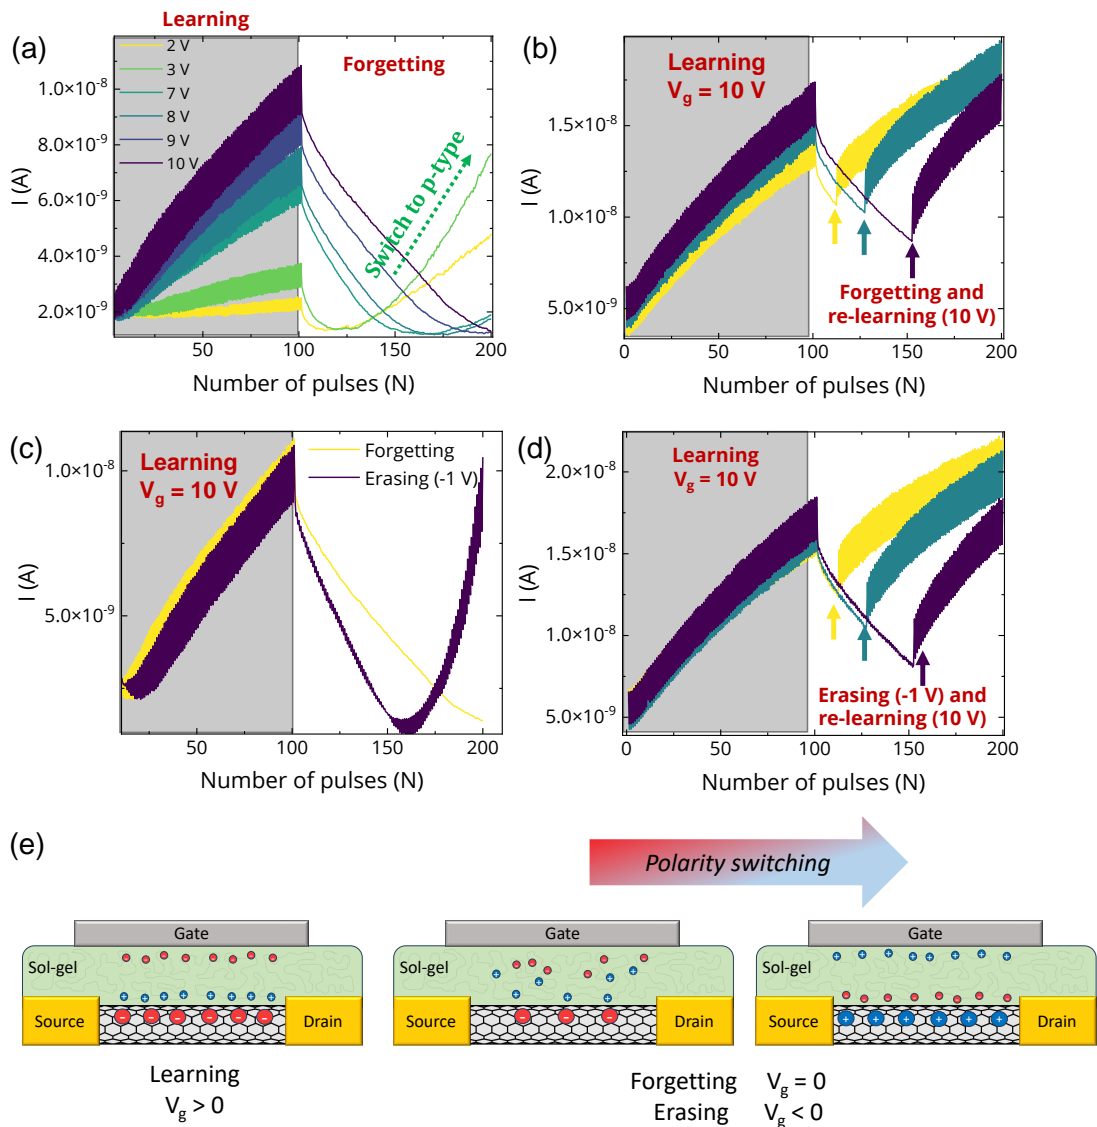 (a)
Learning
2 V
3 V
7 V
8 V
9 V
10 V
Forgetting
Switch to p-type
1.0×10⁻⁸
8.0×10⁻⁹
6.0×10⁻⁹
4.0×10⁻⁹
2.0×10⁻⁹
I (A)
50
100
150
200
Number of pulses (N)
(b)
Learning
V_g = 10 V
1.5×10⁻⁸
1.0×10⁻⁸
5.0×10⁻⁹
I (A)
Forgetting and
re-learning (10 V)
0
50
100
150
200
Number of pulses (N)
(c)
Learning
V_g = 10 V
Forgetting
Erasing (-1 V)
1.0×10⁻⁸
5.0×10⁻⁹
I (A)
50
100
150
200
Number of pulses (N)
(d)
Learning
V_g = 10 V
2.0×10⁻⁸
1.5×10⁻⁸
1.0×10⁻⁸
5.0×10⁻⁹
I (A)
Erasing (-1 V) and
re-learning (10 V)
0
50
100
150
200
Number of pulses (N)
(e)
Polarity switching
Gate
Sol-gel
Source
Drain
Gate
Sol-gel
Source
Drain
Gate
Sol-gel
Source
Drain
Learning
V_g > 0
Forgetting V_g = 0
Erasing V_g < 0